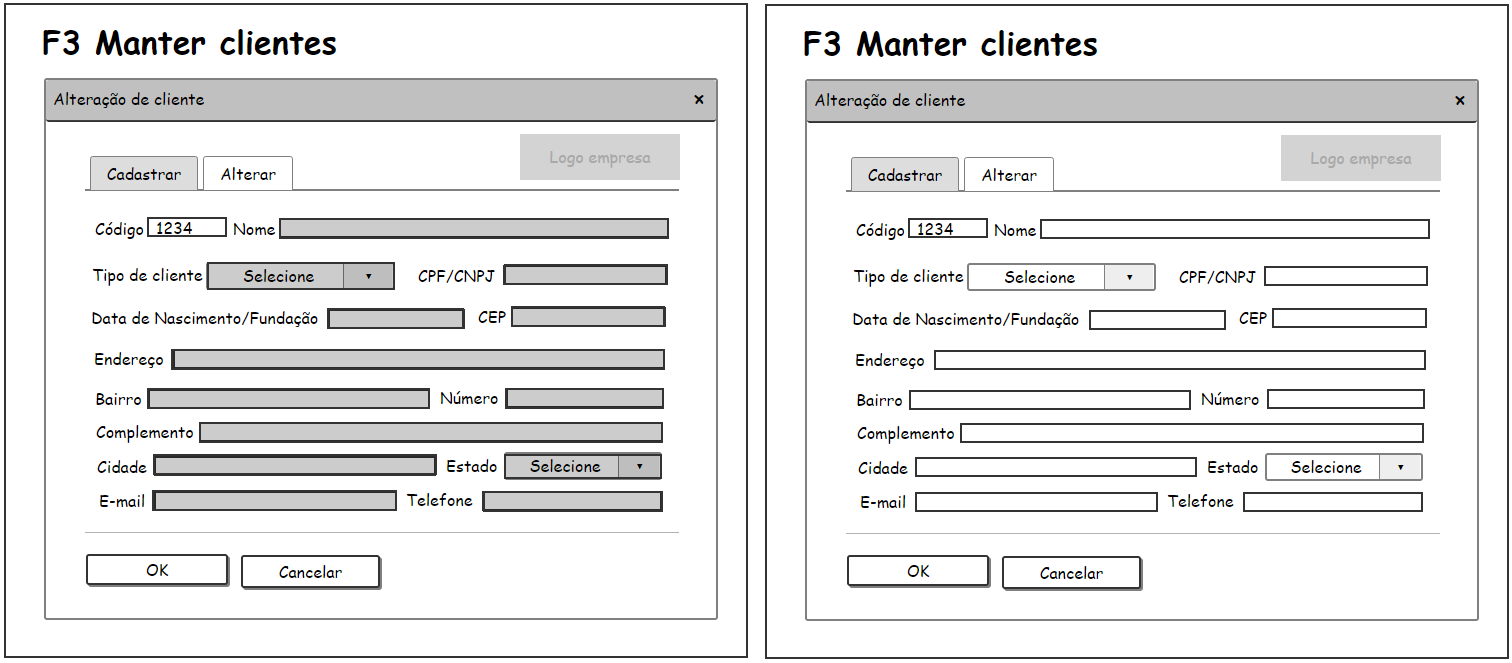 F3 Manter clientes
Alteração de cliente ×
Logo empresa
Cadastrar Alterar
Código 1234 Nome
Tipo de cliente Selecione ▾ CPF/CNPJ
Data de Nascimento/Fundação CEP
Endereço
Bairro Número
Complemento
Cidade Estado Selecione ▾
E-mail Telefone
OK Cancelar
F3 Manter clientes
Alteração de cliente ×
Logo empresa
Cadastrar Alterar
Código 1234 Nome
Tipo de cliente Selecione ▾ CPF/CNPJ
Data de Nascimento/Fundação CEP
Endereço
Bairro Número
Complemento
Cidade Estado Selecione ▾
E-mail Telefone
OK Cancelar